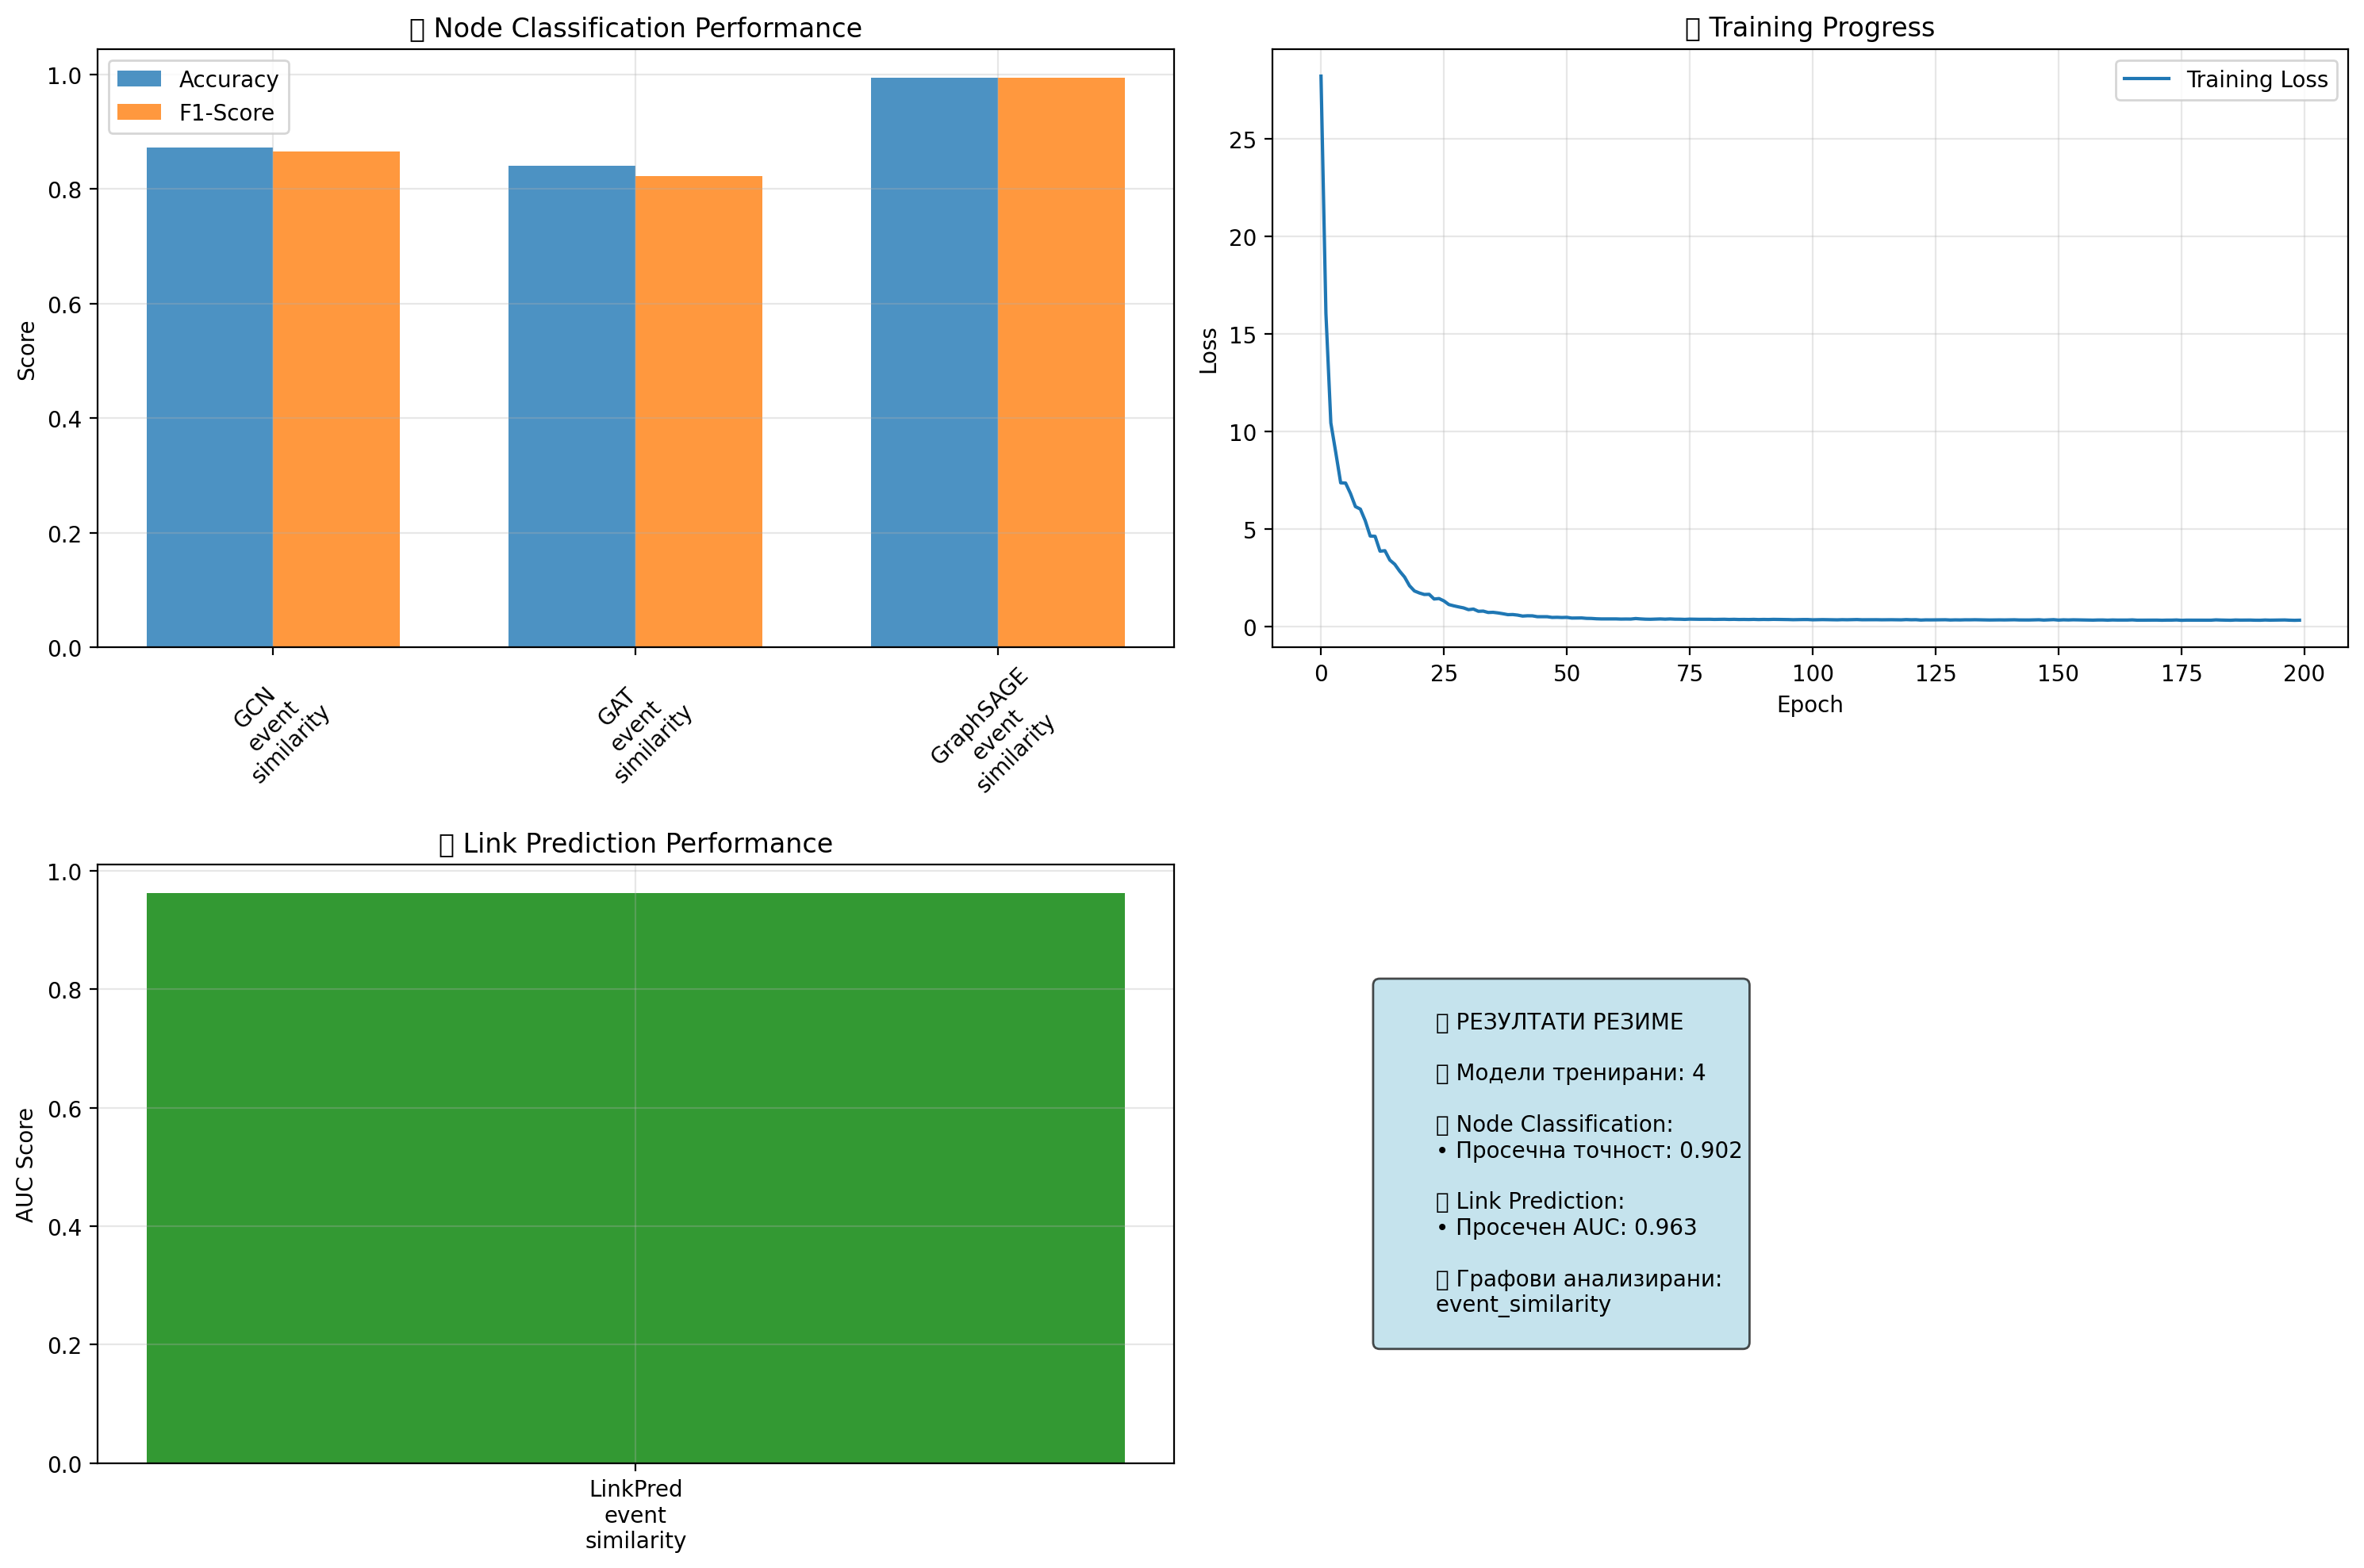 Node Classification Performance
Accuracy
F1-Score
Score
1.0
0.8
0.6
0.4
0.2
0.0
GCN
event
similarity
GAT
event
similarity
GraphSAGE
event
similarity
Training Progress
Training Loss
Loss
25
20
15
10
5
0
0 25 50 75 100 125 150 175 200
Epoch
Link Prediction Performance
AUC Score
1.0
0.8
0.6
0.4
0.2
0.0
LinkPred
event
similarity
РЕЗУЛТАТИ РЕЗИМЕ
Модели тренирани: 4
Node Classification:
• Просечна точност: 0.902
Link Prediction:
• Просечен AUC: 0.963
Графови анализирани:
event_similarity